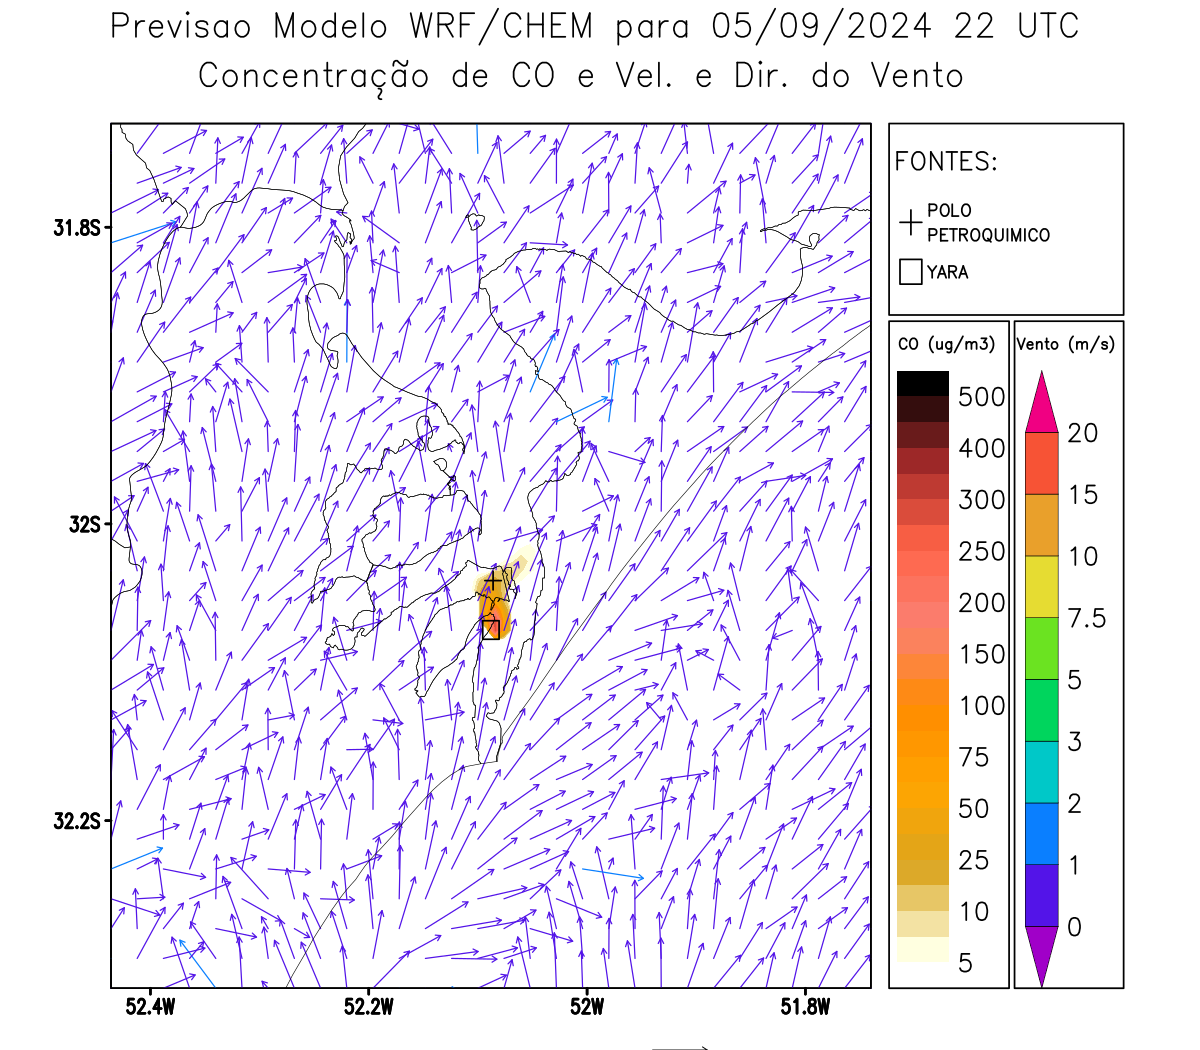 Previsao Modelo WRF/CHEM para 05/09/2024 22 UTC
Concentração de CO e Vel. e Dir. do Vento
FONTES:
POLO
PETROQUIMICO
YARA
CO (ug/m3)
500
400
300
250
200
150
100
75
50
25
10
5
Vento (m/s)
20
15
10
7.5
5
3
2
1
0
31.8S
32S
32.2S
52.4W
52.2W
52W
51.8W